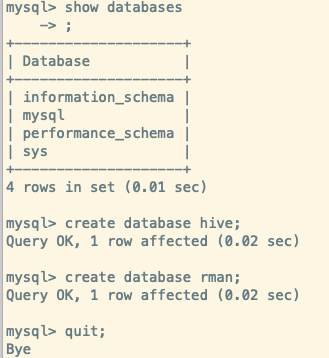 mysql> show databases
    -> ;
+--------------------+
| Database           |
+--------------------+
| information_schema |
| mysql              |
| performance_schema |
| sys                |
+--------------------+
4 rows in set (0.01 sec)

mysql> create database hive;
Query OK, 1 row affected (0.02 sec)

mysql> create database rman;
Query OK, 1 row affected (0.02 sec)

mysql> quit;
Bye